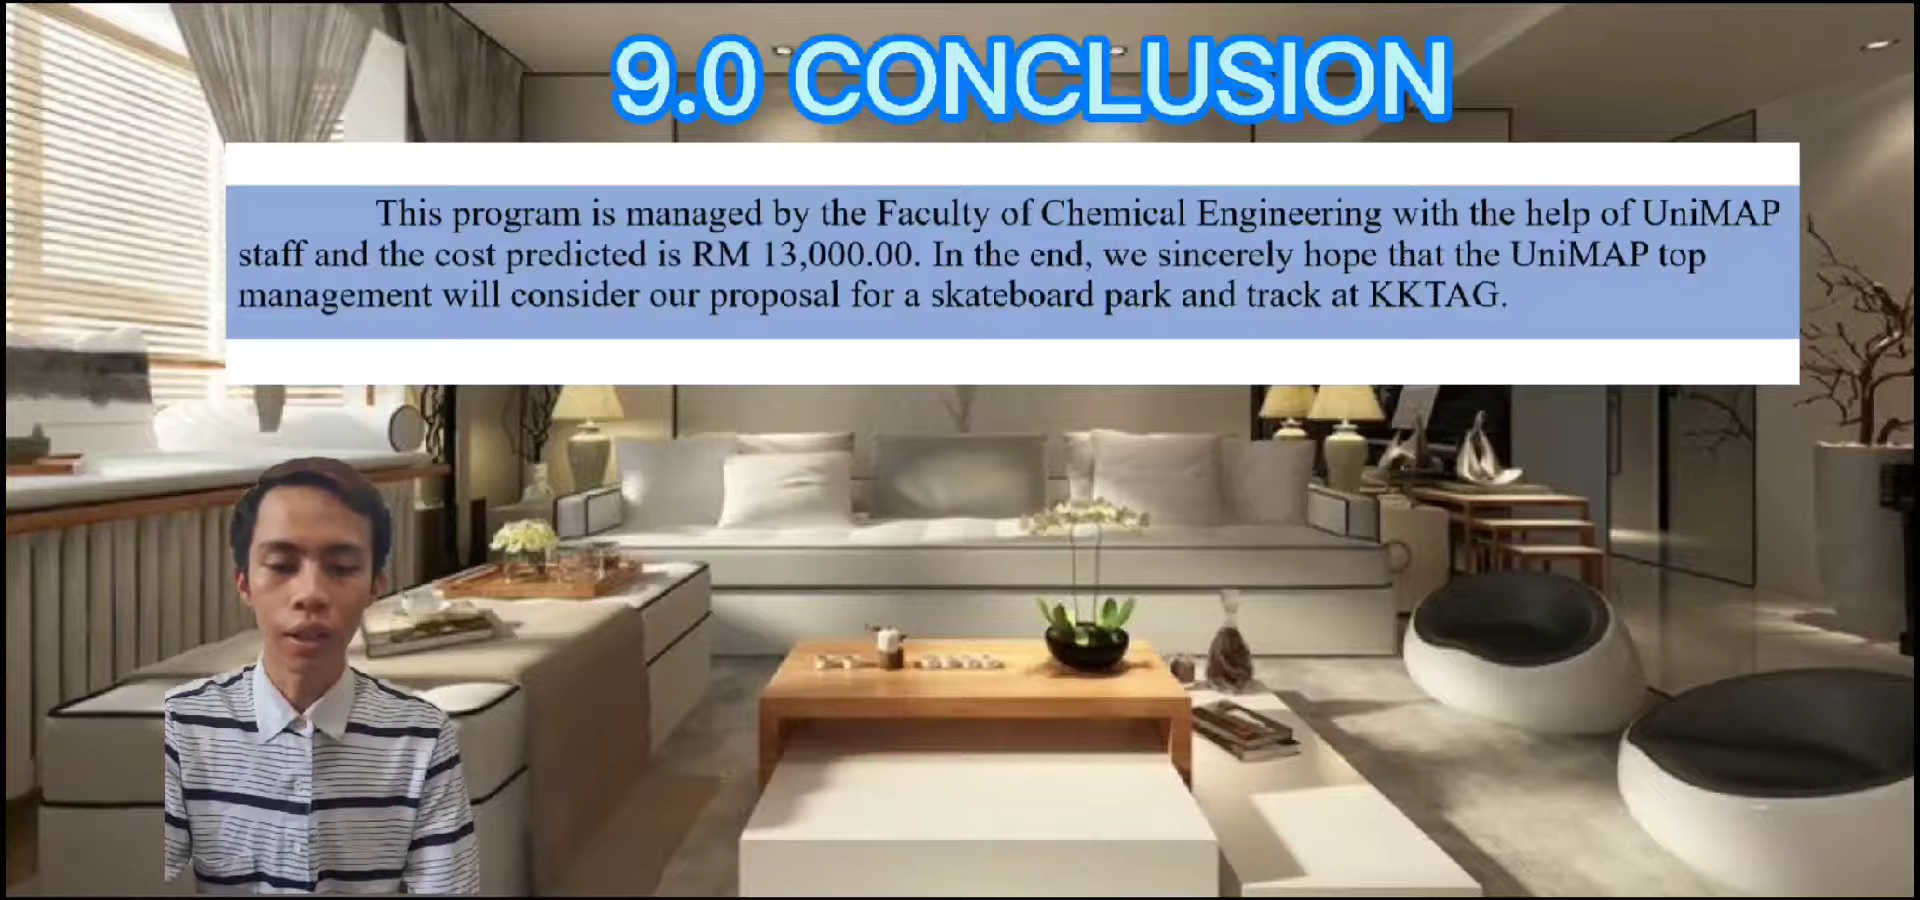 9.0 CONCLUSION
This program is managed by the Faculty of Chemical Engineering with the help of UniMAP
staff and the cost predicted is RM 13,000.00. In the end, we sincerely hope that the UniMAP top
management will consider our proposal for a skateboard park and track at KKTAG.